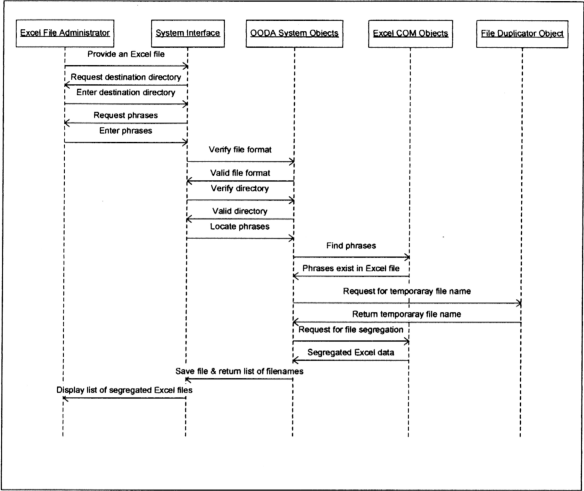 Excel File Administrator
System Interface
OODA System Objects
Excel COM Objects
File Duplicator Object
Provide an Excel file
Request destination directory
Enter destination directory
Request phrases
Enter phrases
Verify file format
Valid file format
Verify directory
Valid directory
Locate phrases
Find phrases
Phrases exist in Excel file
Request for temporaray file name
Return temporaray file name
Request for file segregation
Segregated Excel data
Save file & return list of filenames
Display list of segregated Excel files